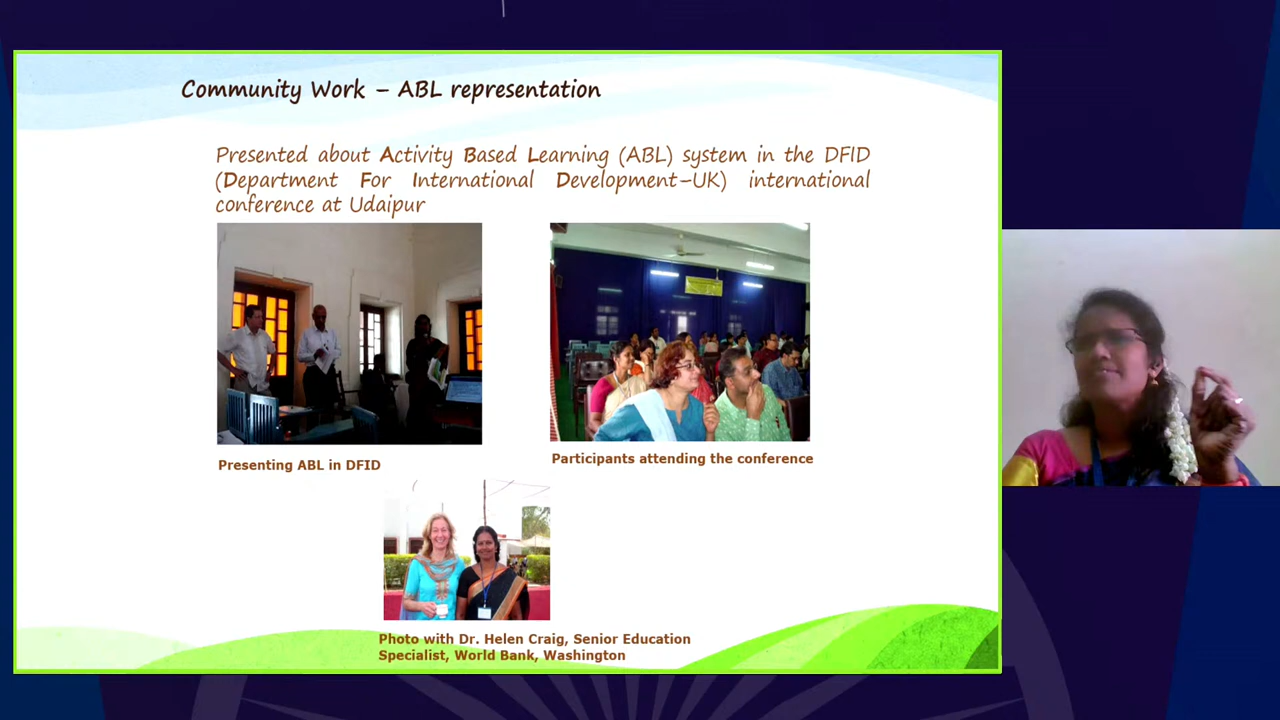 Community Work – ABL representation
Presented about Activity Based Learning (ABL) system in the DFID
(Department For International Development–UK) international
conference at Udaipur
Presenting ABL in DFID
Participants attending the conference
Photo with Dr. Helen Craig, Senior Education
Specialist, World Bank, Washington